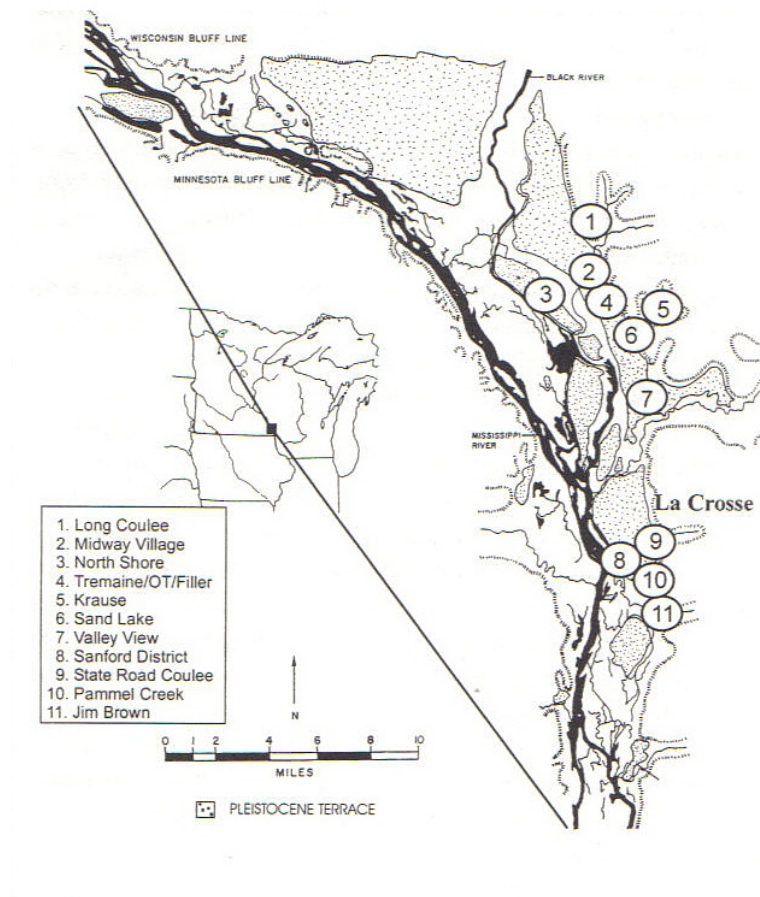 WISCONSIN BLUFF LINE
BLACK RIVER
MINNESOTA BLUFF LINE
1
2
3
4
5
6
7
MISSISSIPPI
RIVER
La Crosse
8
9
10
11
1. Long Coulee
2. Midway Village
3. North Shore
4. Tremaine/OT/Filler
5. Krause
6. Sand Lake
7. Valley View
8. Sanford District
9. State Road Coulee
10. Pammel Creek
11. Jim Brown
N
0 1 2 4 6 8 10
MILES
PLEISTOCENE TERRACE